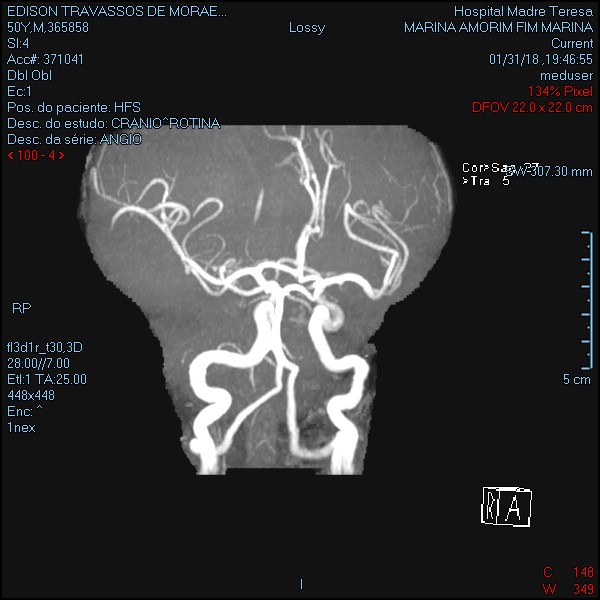 EDISON TRAVASSOS DE MORAE...
50Y,M,365858
Sl:4
Acc#: 371041
Dbl Obl
Ec:1
Pos. do paciente: HFS
Desc. do estudo: CRANIO^ROTINA
Desc. da série: ANGIO
< 100 - 4 >
Lossy
Hospital Madre Teresa
MARINA AMORIM FIM MARINA
Current
01/31/18 ,19:46:55
meduser
134% Pixel
DFOV 22.0 x 22.0 cm
Cor>Sag 27
>Tra 5
-307.30 mm
RP
fl3d1r_t30,3D
28.00//7.00
Etl:1 TA:25.00
448x448
Enc: ^
1nex
5 cm
R A
I
C 148
W 349